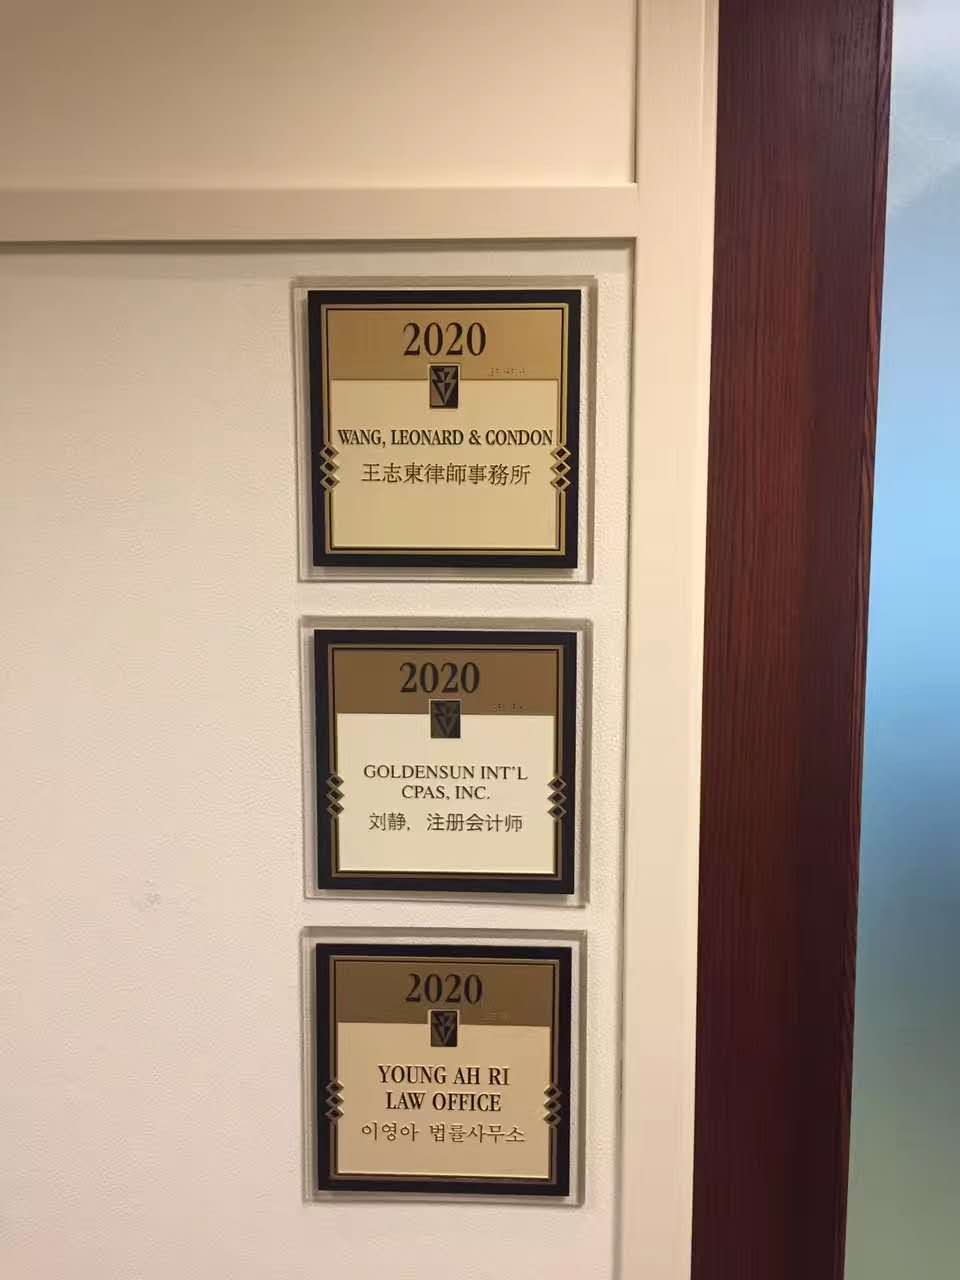 2020
WANG, LEONARD & CONDON
王志東律師事務所
2020
GOLDENSUN INT'L
CPAS, INC.
刘静，注册会计师
2020
YOUNG AH RI
LAW OFFICE
이영아 법률사무소